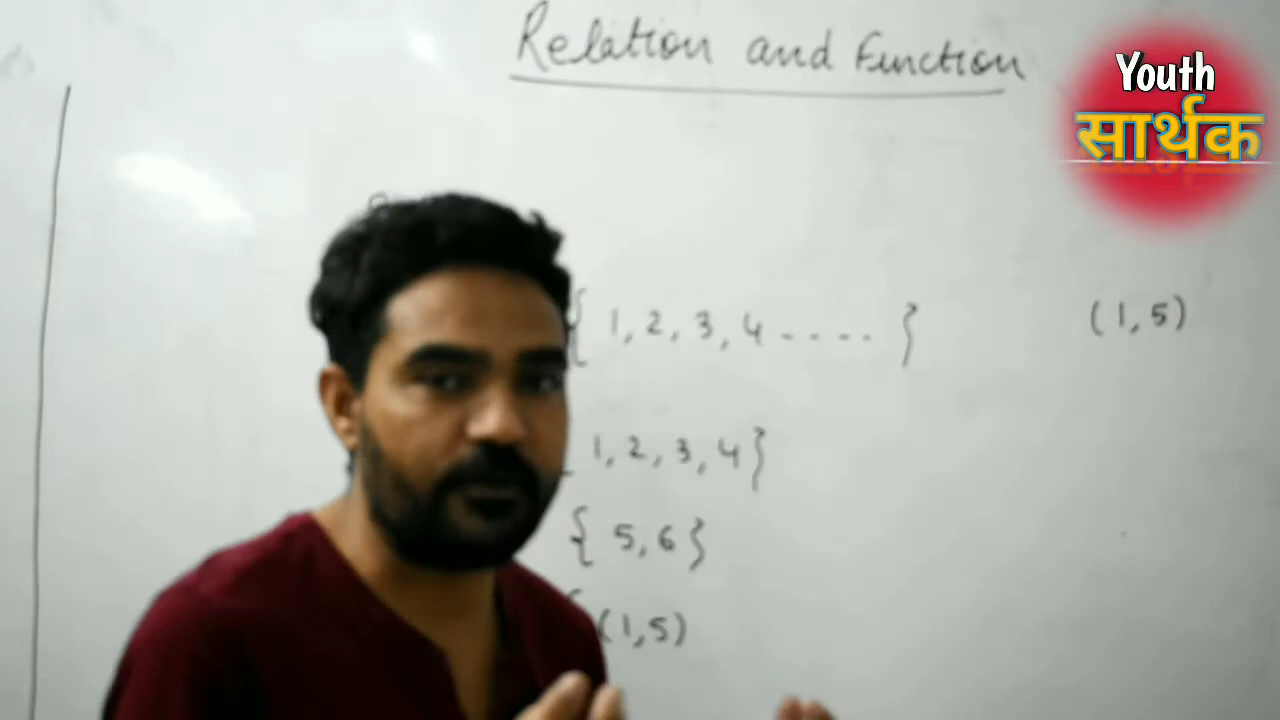 Relation and Function
Youth
सार्थक
{ 1, 2, 3, 4 - - - - }
(1, 5)
1, 2, 3, 4 }
{ 5, 6 }
(1, 5)